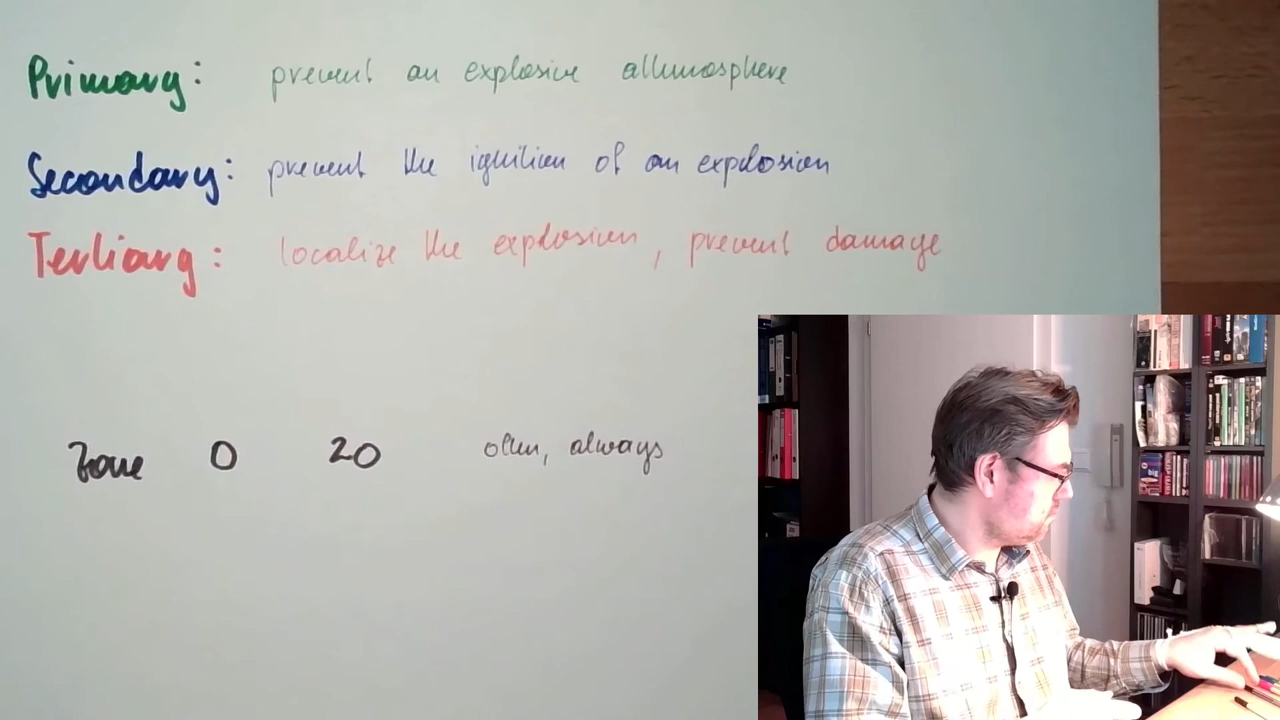 Primary: prevent an explosive athmosphere
Secondary: prevent the ignition of an explosion
Tertiary: localize the explosion, prevent damage
Zone 0 20 often, always